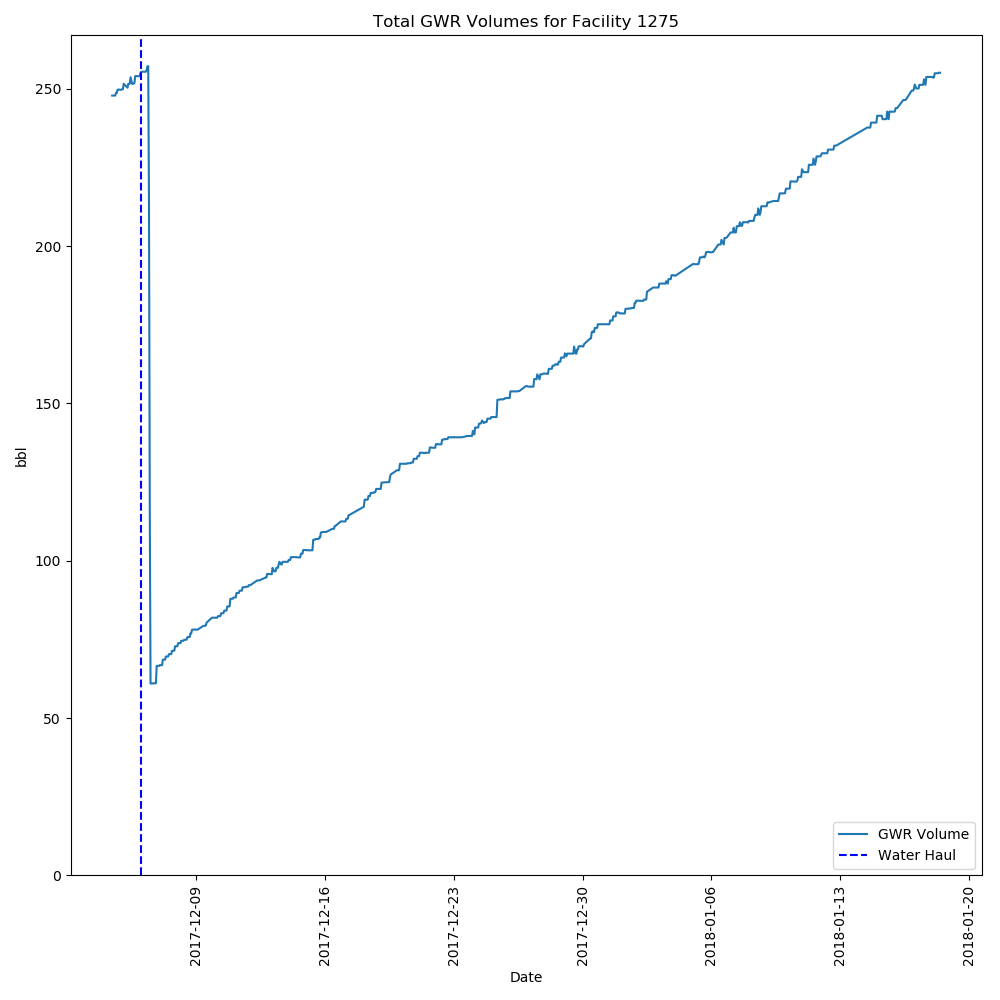 Total GWR Volumes for Facility 1275
bbl
250
200
150
100
50
0
GWR Volume
Water Haul
2017-12-09
2017-12-16
2017-12-23
2017-12-30
2018-01-06
2018-01-13
2018-01-20
Date